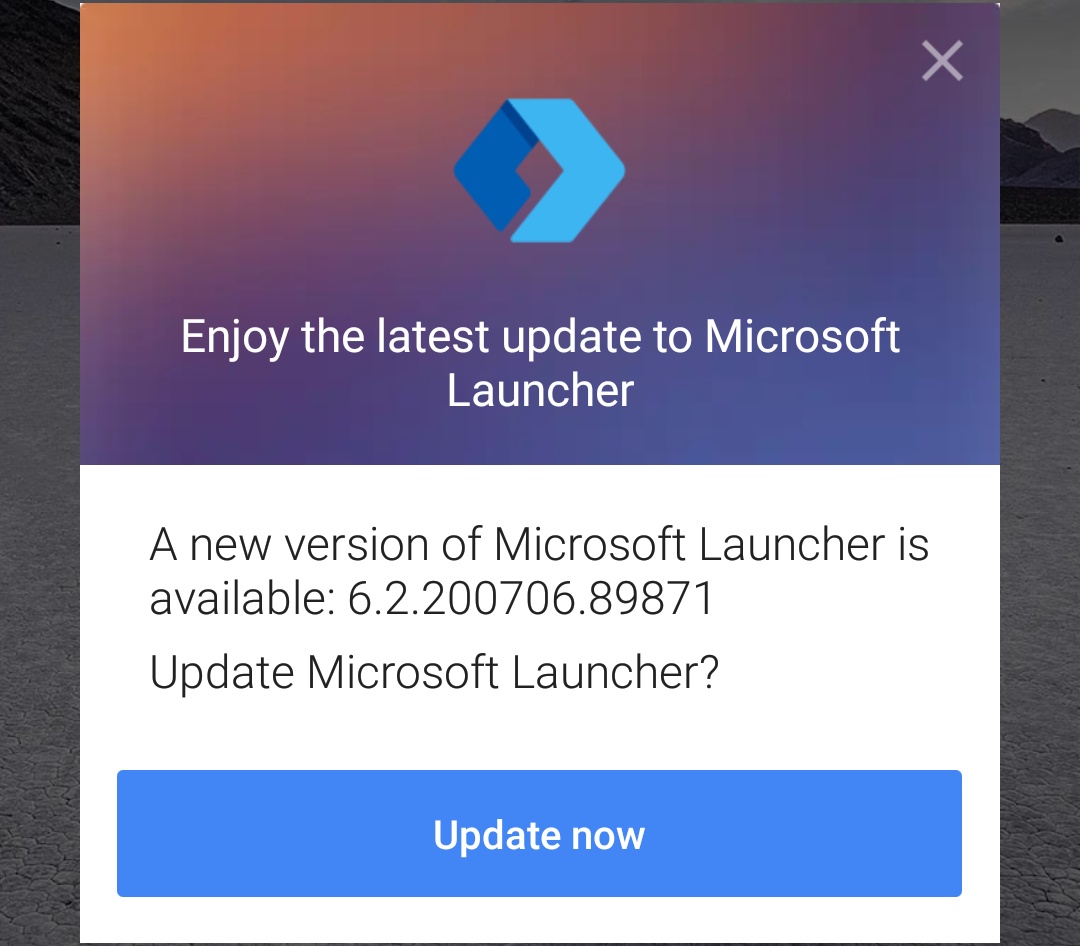 Enjoy the latest update to Microsoft
Launcher
A new version of Microsoft Launcher is
available: 6.2.200706.89871
Update Microsoft Launcher?
Update now